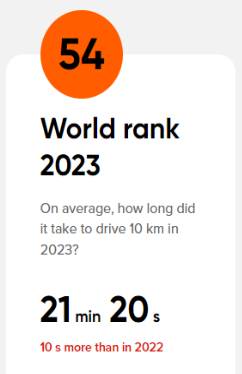 54
World rank
2023
On average, how long did
it take to drive 10 km in
2023?
21 min 20 s
10 s more than in 2022